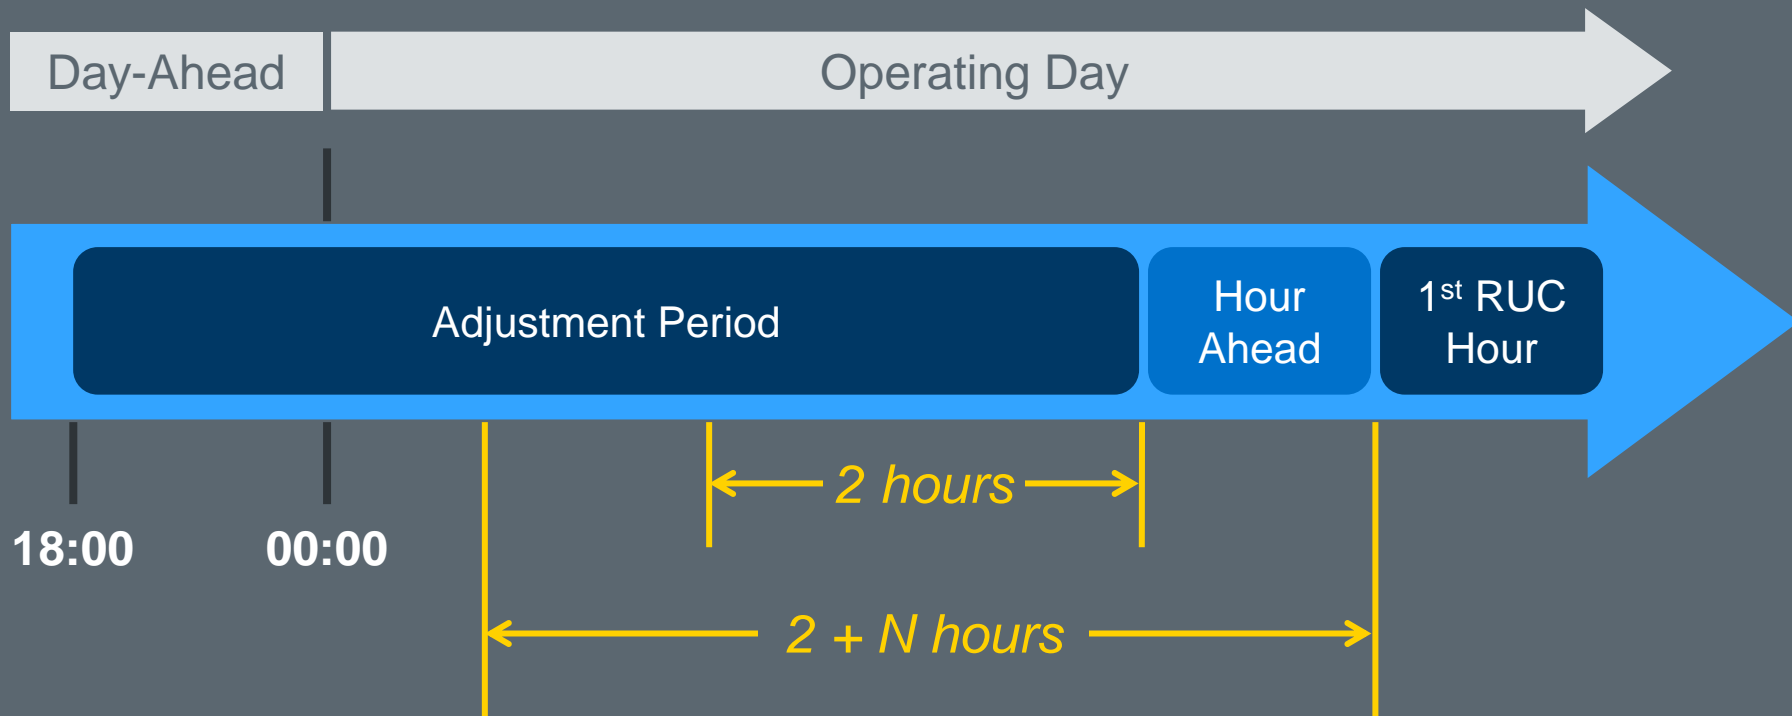 Day-Ahead
Operating Day
Adjustment Period
Hour
Ahead
1st RUC
Hour
2 hours
18:00
00:00
2 + N hours